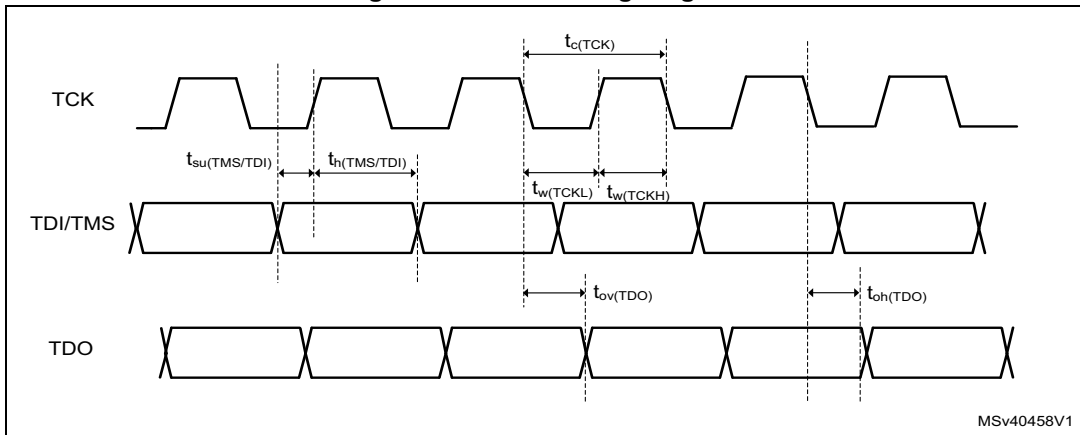 t_c(TCK)
TCK
t_su(TMS/TDI)
t_h(TMS/TDI)
t_w(TCKL)
t_w(TCKH)
TDI/TMS
t_ov(TDO)
t_oh(TDO)
TDO
MSv40458V1